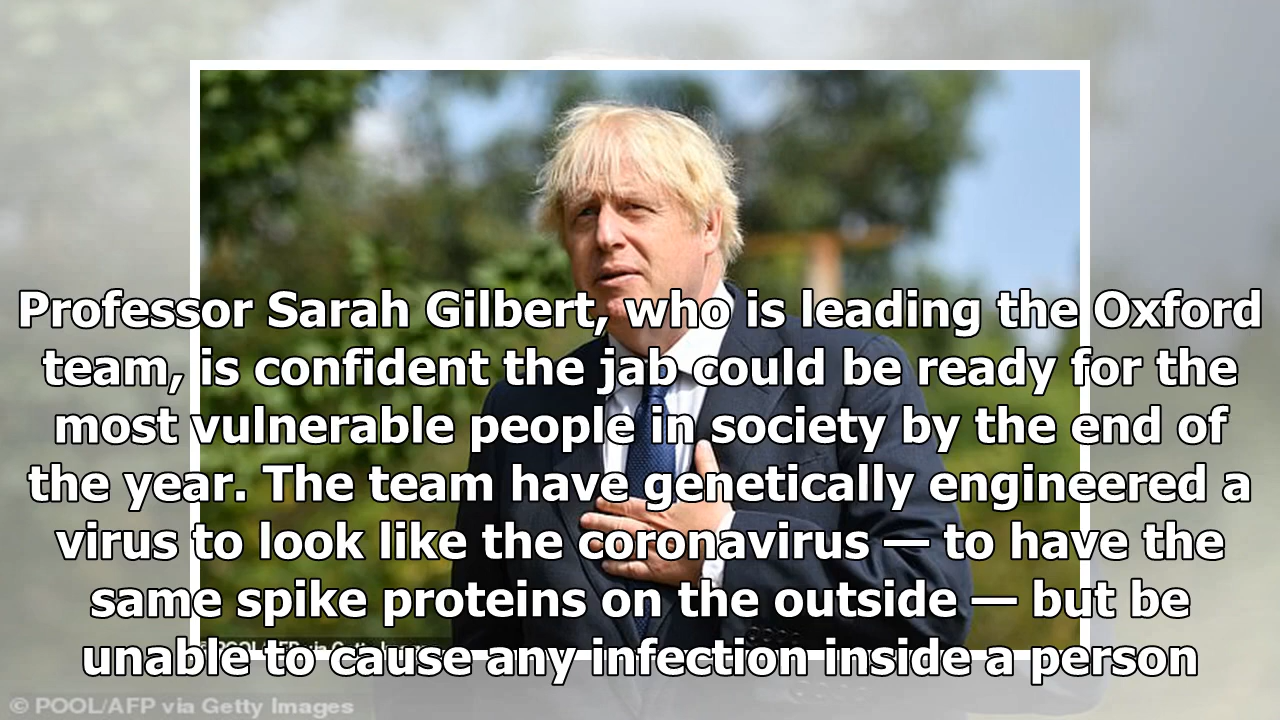 Professor Sarah Gilbert, who is leading the Oxford
team, is confident the jab could be ready for the
most vulnerable people in society by the end of
the year. The team have genetically engineered a
virus to look like the coronavirus — to have the
same spike proteins on the outside — but be
unable to cause any infection inside a person
© POOL/AFP via Getty Images